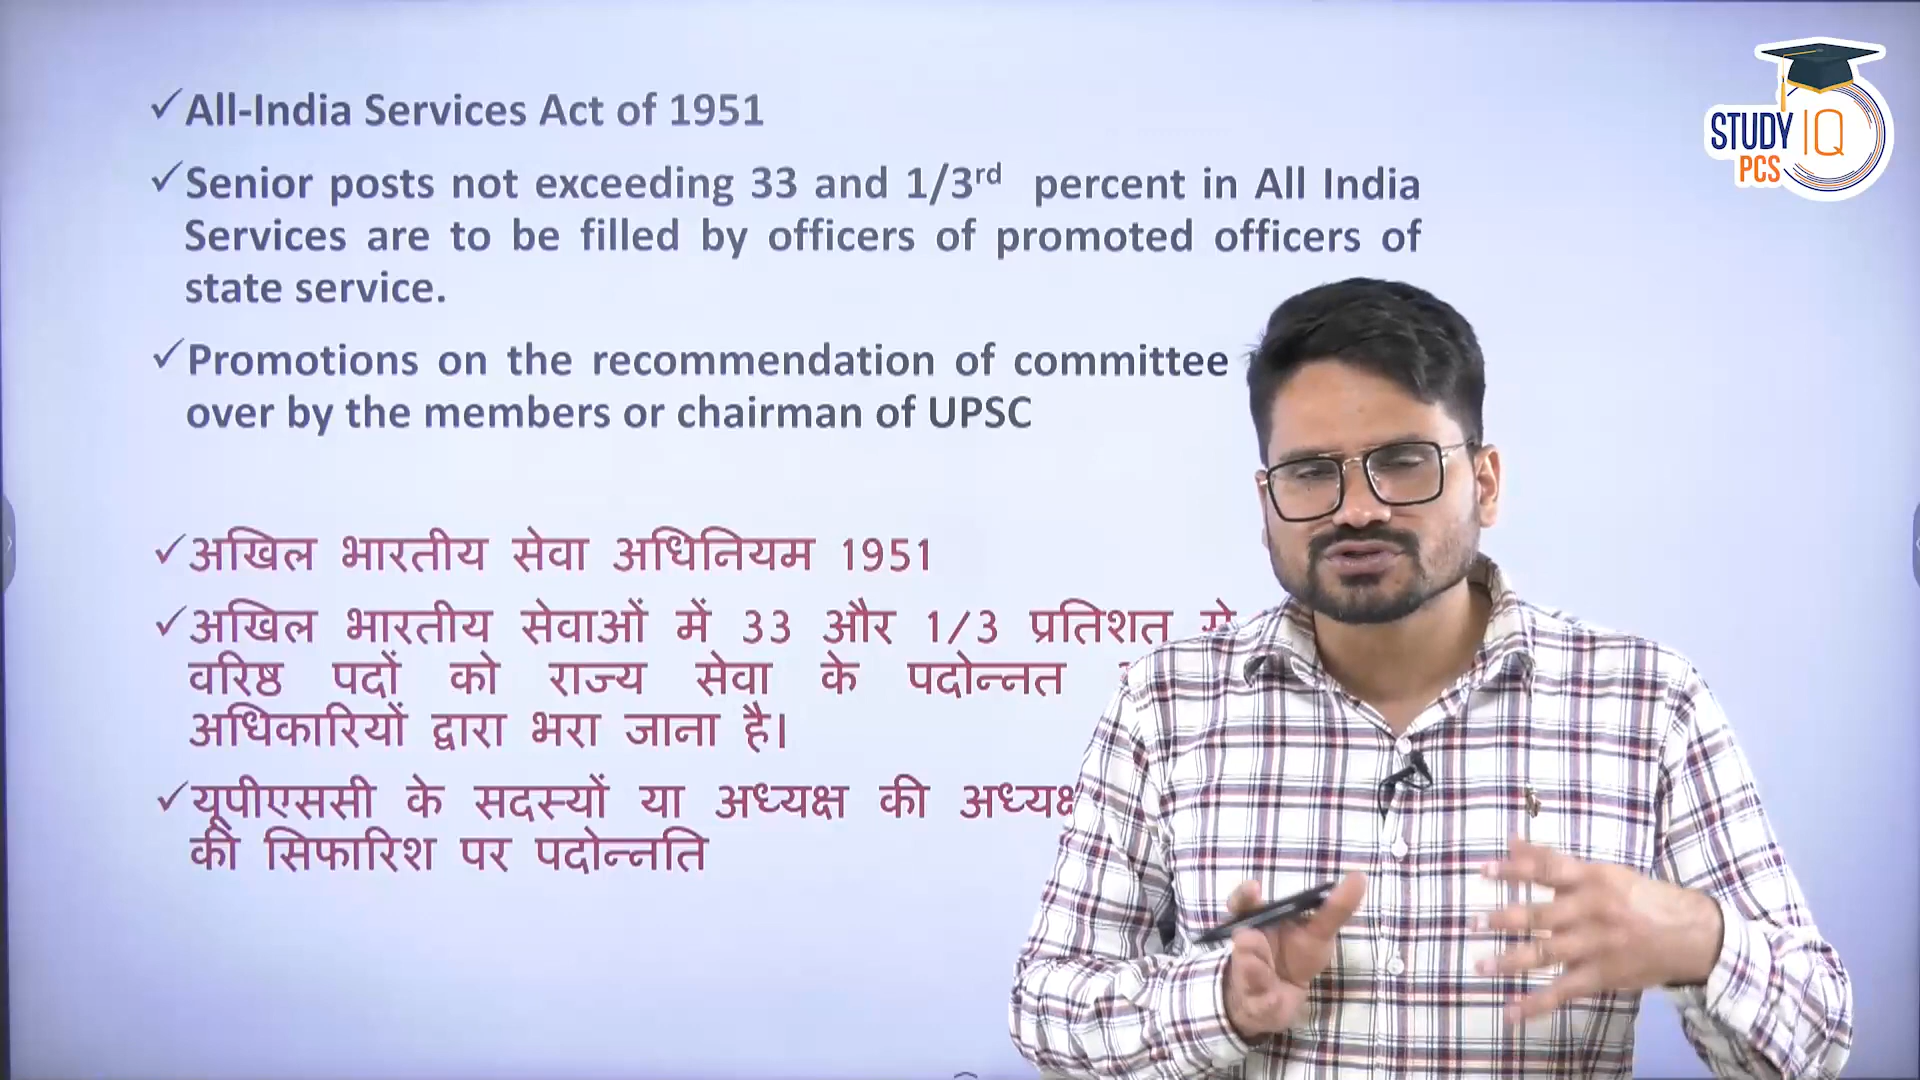 ✓All-India Services Act of 1951
✓Senior posts not exceeding 33 and 1/3rd percent in All India
Services are to be filled by officers of promoted officers of
state service.
✓Promotions on the recommendation of committee
over by the members or chairman of UPSC
✓अखिल भारतीय सेवा अधिनियम 1951
✓अखिल भारतीय सेवाओं में 33 और 1/3 प्रतिशत से
वरिष्ठ पदों को राज्य सेवा के पदोन्नत
अधिकारियों द्वारा भरा जाना है।
✓यूपीएससी के सदस्यों या अध्यक्ष की
की सिफारिश पर पदोन्नति
STUDY IQ
PCS